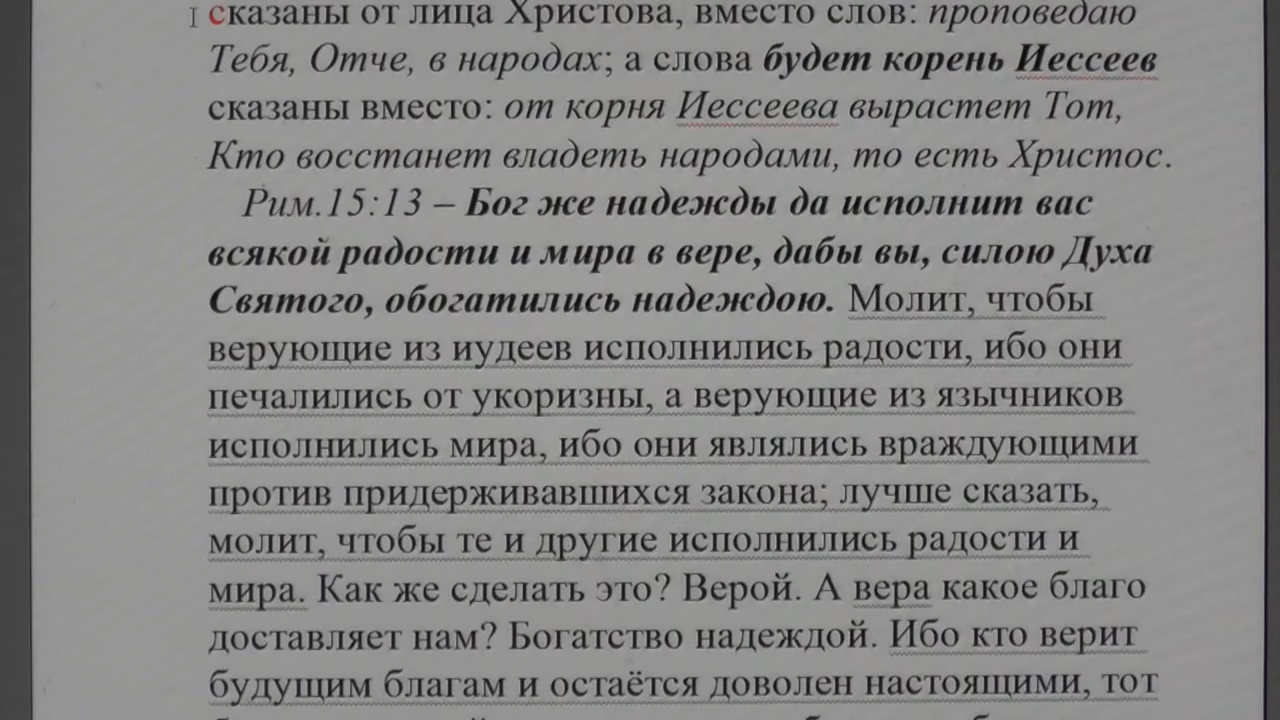 сказаны от лица Христова, вместо слов: проповедаю
Тебя, Отче, в народах; а слова будет корень Иессеев
сказаны вместо: от корня Иессеева вырастет Тот,
Кто восстанет владеть народами, то есть Христос.
Рим.15:13 – Бог же надежды да исполнит вас
всякой радости и мира в вере, дабы вы, силою Духа
Святого, обогатились надеждою. Молит, чтобы
верующие из иудеев исполнились радости, ибо они
печалились от укоризны, а верующие из язычников
исполнились мира, ибо они являлись враждующими
против придерживавшихся закона; лучше сказать,
молит, чтобы те и другие исполнились радости и
мира. Как же сделать это? Верой. А вера какое благо
доставляет нам? Богатство надеждой. Ибо кто верит
будущим благам и остаётся доволен настоящими, тот